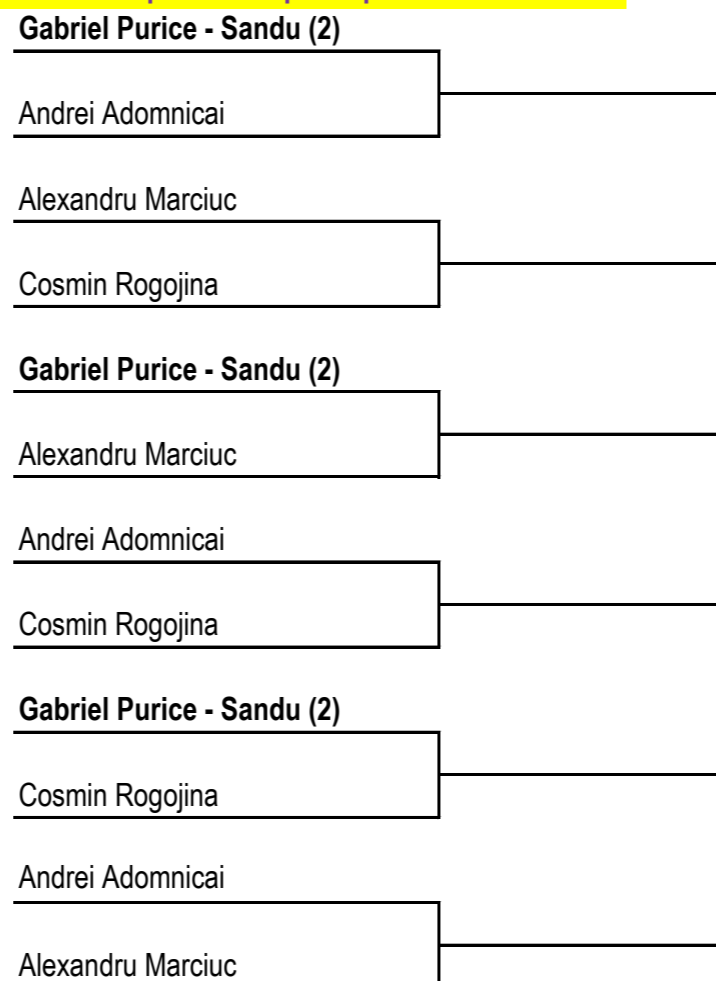 Gabriel Purice - Sandu (2)
Andrei Adomnicai
Alexandru Marciuc
Cosmin Rogojina
Gabriel Purice - Sandu (2)
Alexandru Marciuc
Andrei Adomnicai
Cosmin Rogojina
Gabriel Purice - Sandu (2)
Cosmin Rogojina
Andrei Adomnicai
Alexandru Marciuc